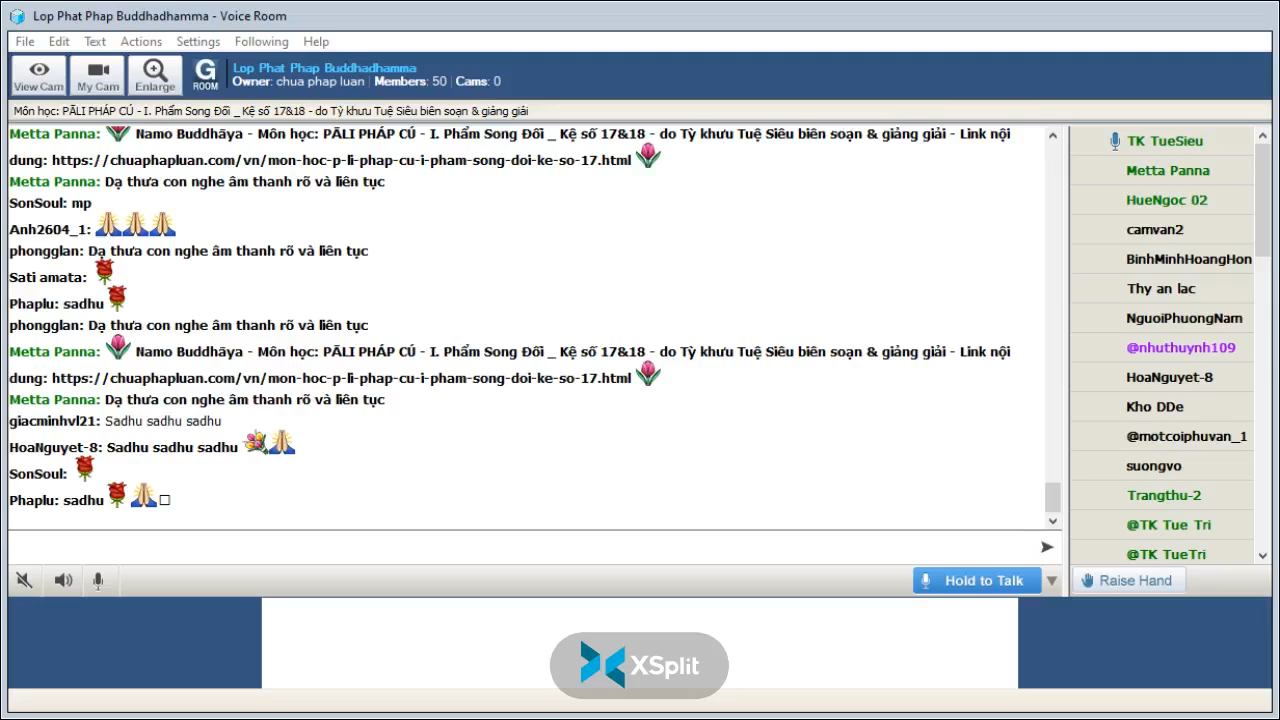 Lop Phat Phap Buddhadhamma - Voice Room
File Edit Text Actions Settings Following Help
View Cam My Cam Enlarge G ROOM
Lop Phat Phap Buddhadhamma
Owner: chua phap luan | Members: 50 | Cams: 0
Môn học: PĀLI PHÁP CÚ - I. Phẩm Song Đối _ Kệ số 17&18 - do Tỳ khưu Tuệ Siêu biên soạn & giảng giải
Metta Panna: Namo Buddhāya - Môn học: PĀLI PHÁP CÚ - I. Phẩm Song Đối _ Kệ số 17&18 - do Tỳ khưu Tuệ Siêu biên soạn & giảng giải - Link nội
dung: https://chuaphapluan.com/vn/mon-hoc-p-li-phap-cu-i-pham-song-doi-ke-so-17.html
Metta Panna: Dạ thưa con nghe âm thanh rõ và liên tục
SonSoul: mp
Anh2604_1:
phongglan: Dạ thưa con nghe âm thanh rõ và liên tục
Sati amata:
Phaplu: sadhu
phongglan: Dạ thưa con nghe âm thanh rõ và liên tục
Metta Panna: Namo Buddhāya - Môn học: PĀLI PHÁP CÚ - I. Phẩm Song Đối _ Kệ số 17&18 - do Tỳ khưu Tuệ Siêu biên soạn & giảng giải - Link nội
dung: https://chuaphapluan.com/vn/mon-hoc-p-li-phap-cu-i-pham-song-doi-ke-so-17.html
Metta Panna: Dạ thưa con nghe âm thanh rõ và liên tục
giacminhvl21: Sadhu sadhu sadhu
HoaNguyet-8: Sadhu sadhu sadhu
SonSoul:
Phaplu: sadhu
TK TueSieu
Metta Panna
HueNgoc 02
camvan2
BinhMinhHoangHon
Thy an lac
NguoiPhuongNam
@nhuthuynh109
HoaNguyet-8
Kho DDe
@motcoiphuvan_1
suongvo
Trangthu-2
@TK Tue Tri
@TK TueTri
Hold to Talk
Raise Hand
XSplit